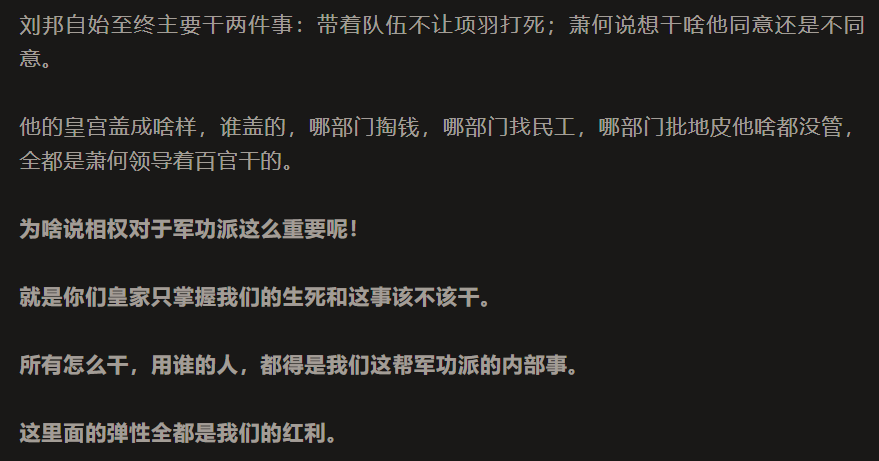 刘邦自始至终主要干两件事：带着队伍不让项羽打死；萧何说想干啥他同意还是不同
意。
他的皇宫盖成啥样，谁盖的，哪部门掏钱，哪部门找民工，哪部门批地皮他啥都没管，
全都是萧何领导着百官干的。
为啥说相权对于军功派这么重要呢！
就是你们皇家只掌握我们的生死和这事该不该干。
所有怎么干，用谁的人，都得是我们这帮军功派的内部事。
这里面的弹性全都是我们的红利。